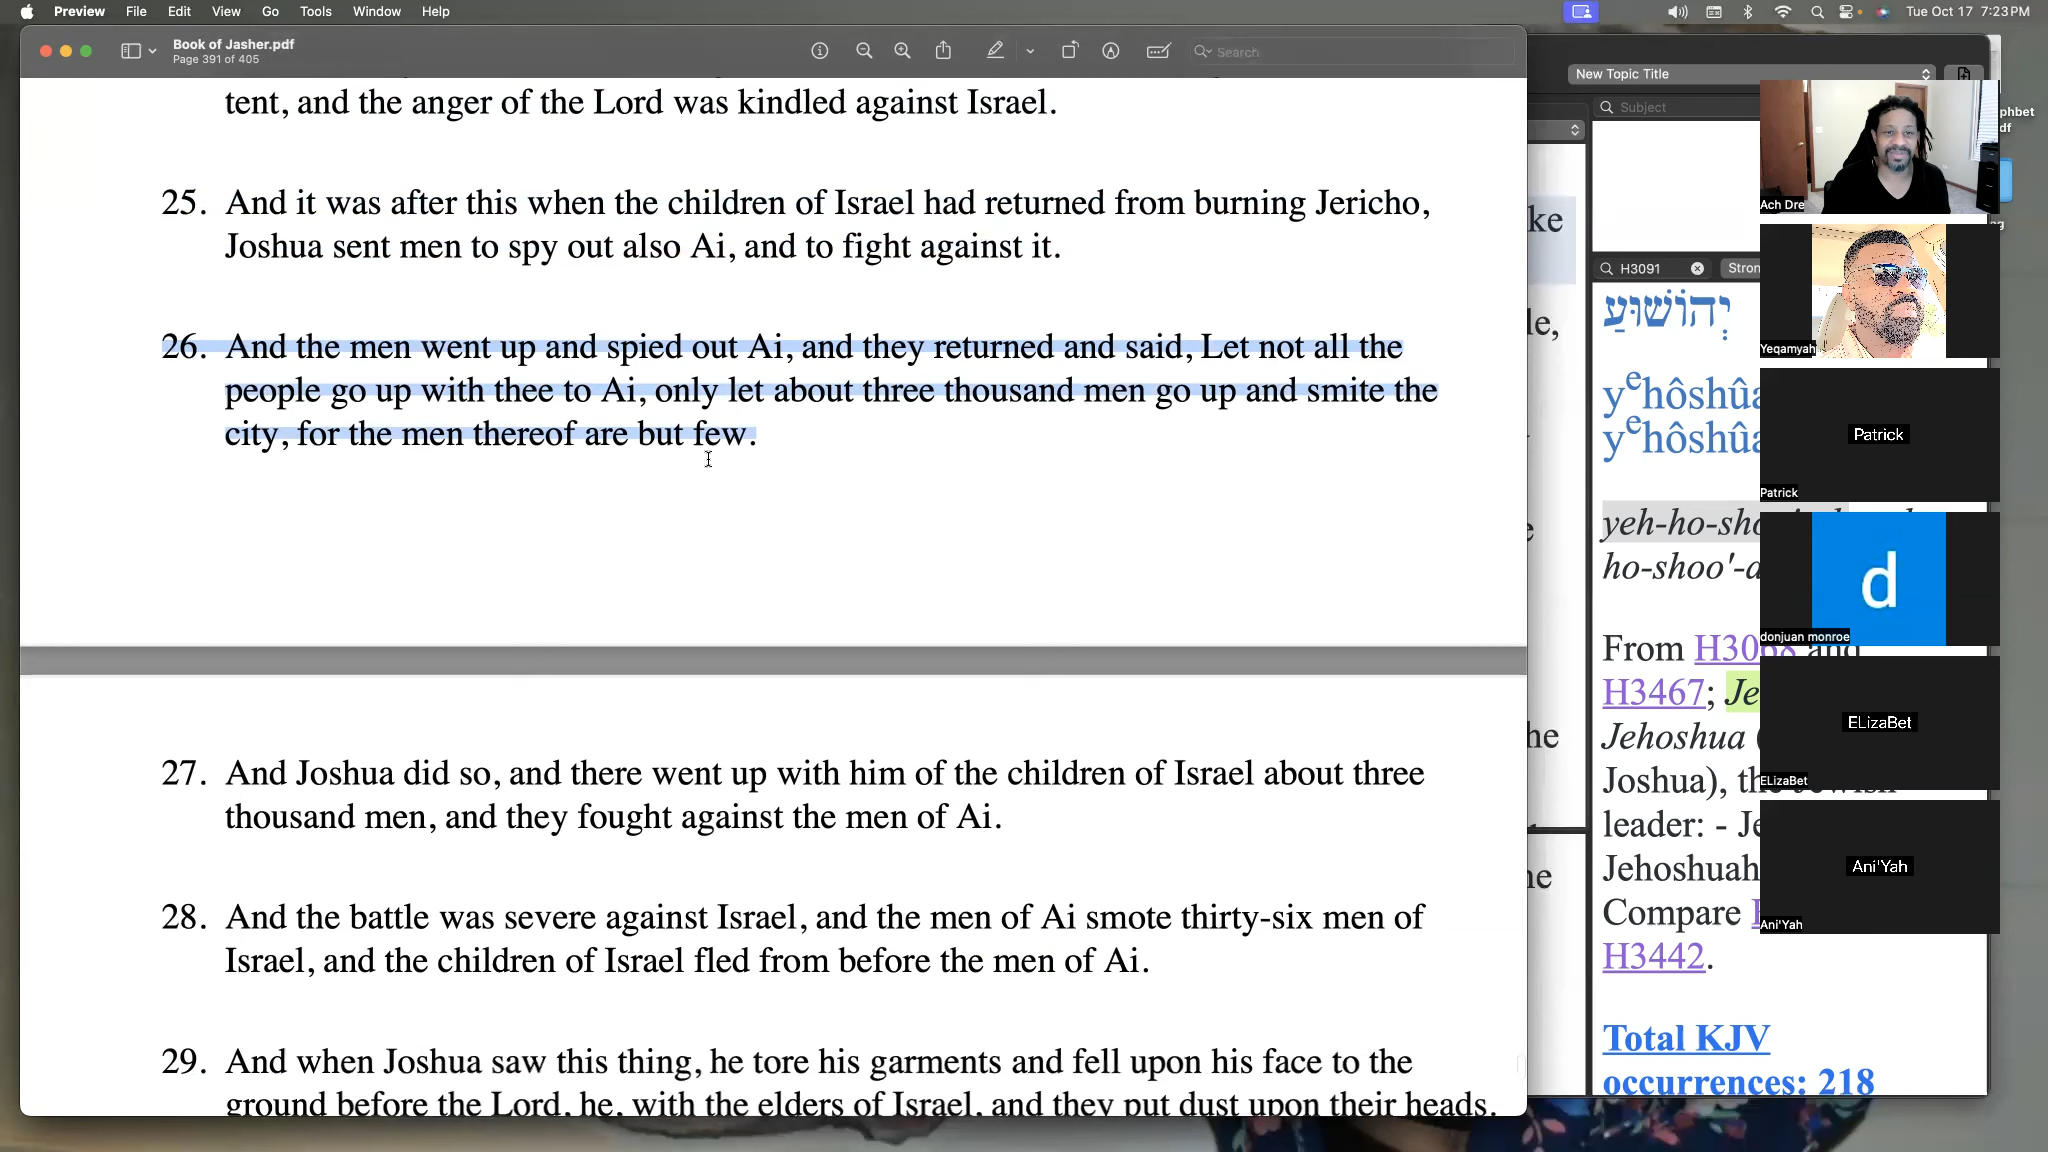 Preview File Edit View Go Tools Window Help
Tue Oct 17 7:23 PM
Book of Jasher.pdf
Page 391 of 405
Search
tent, and the anger of the Lord was kindled against Israel.
25. And it was after this when the children of Israel had returned from burning Jericho,
Joshua sent men to spy out also Ai, and to fight against it.
26. And the men went up and spied out Ai, and they returned and said, Let not all the
people go up with thee to Ai, only let about three thousand men go up and smite the
city, for the men thereof are but few.
27. And Joshua did so, and there went up with him of the children of Israel about three
thousand men, and they fought against the men of Ai.
28. And the battle was severe against Israel, and the men of Ai smote thirty-six men of
Israel, and the children of Israel fled from before the men of Ai.
29. And when Joshua saw this thing, he tore his garments and fell upon his face to the
ground before the Lord, he, with the elders of Israel, and they put dust upon their heads.
New Topic Title
Subject
H3091
יְהוֹשׁוּעַ
From H3068 and
H3467;
Jehoshua
Joshua),
leader: -
Jehoshuah
Compare
H3442.
Total KJV
occurrences: 218
Ach Dre
Yeqamyah
Patrick
Patrick
d
donjuan monroe
ELizaBet
ELizaBet
Ani'Yah
Ani'Yah